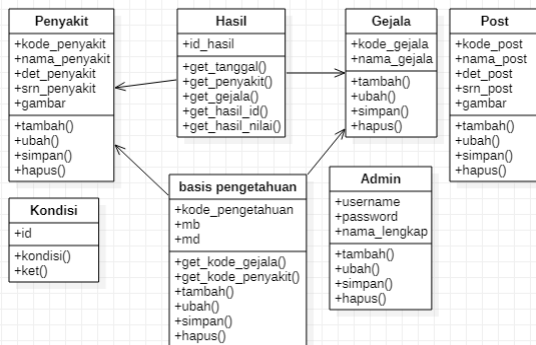 Penyakit
+kode_penyakit
+nama_penyakit
+det_penyakit
+srn_penyakit
+gambar
+tambah()
+ubah()
+simpan()
+hapus()
Hasil
+id_hasil
+get_tanggal()
+get_penyakit()
+get_gejala()
+get_hasil_id()
+get_hasil_nilai()
Gejala
+kode_gejala
+nama_gejala
+tambah()
+ubah()
+simpan()
+hapus()
Post
+kode_post
+nama_post
+det_post
+srn_post
+gambar
+tambah()
+ubah()
+simpan()
+hapus()
Kondisi
+id
+kondisi()
+ket()
basis pengetahuan
+kode_pengetahuan
+mb
+md
+get_kode_gejala()
+get_kode_penyakit()
+tambah()
+ubah()
+simpan()
+hapus()
Admin
+username
+password
+nama_lengkap
+tambah()
+ubah()
+simpan()
+hapus()